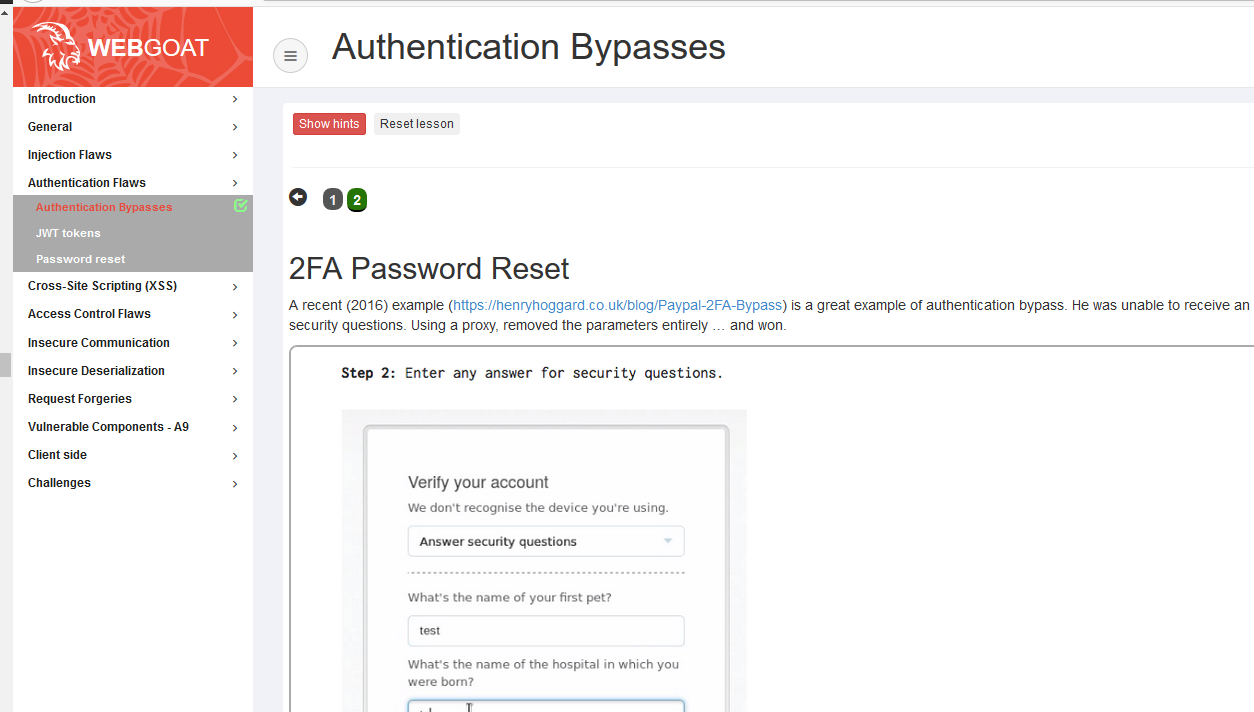 WEBGOAT
Authentication Bypasses
Introduction
General
Injection Flaws
Authentication Flaws
Authentication Bypasses
JWT tokens
Password reset
Cross-Site Scripting (XSS)
Access Control Flaws
Insecure Communication
Insecure Deserialization
Request Forgeries
Vulnerable Components - A9
Client side
Challenges
Show hints Reset lesson
1 2
2FA Password Reset
A recent (2016) example (https://henryhoggard.co.uk/blog/Paypal-2FA-Bypass) is a great example of authentication bypass. He was unable to receive an
security questions. Using a proxy, removed the parameters entirely … and won.
Step 2: Enter any answer for security questions.
Verify your account
We don't recognise the device you're using.
Answer security questions
What's the name of your first pet?
test
What's the name of the hospital in which you
were born?